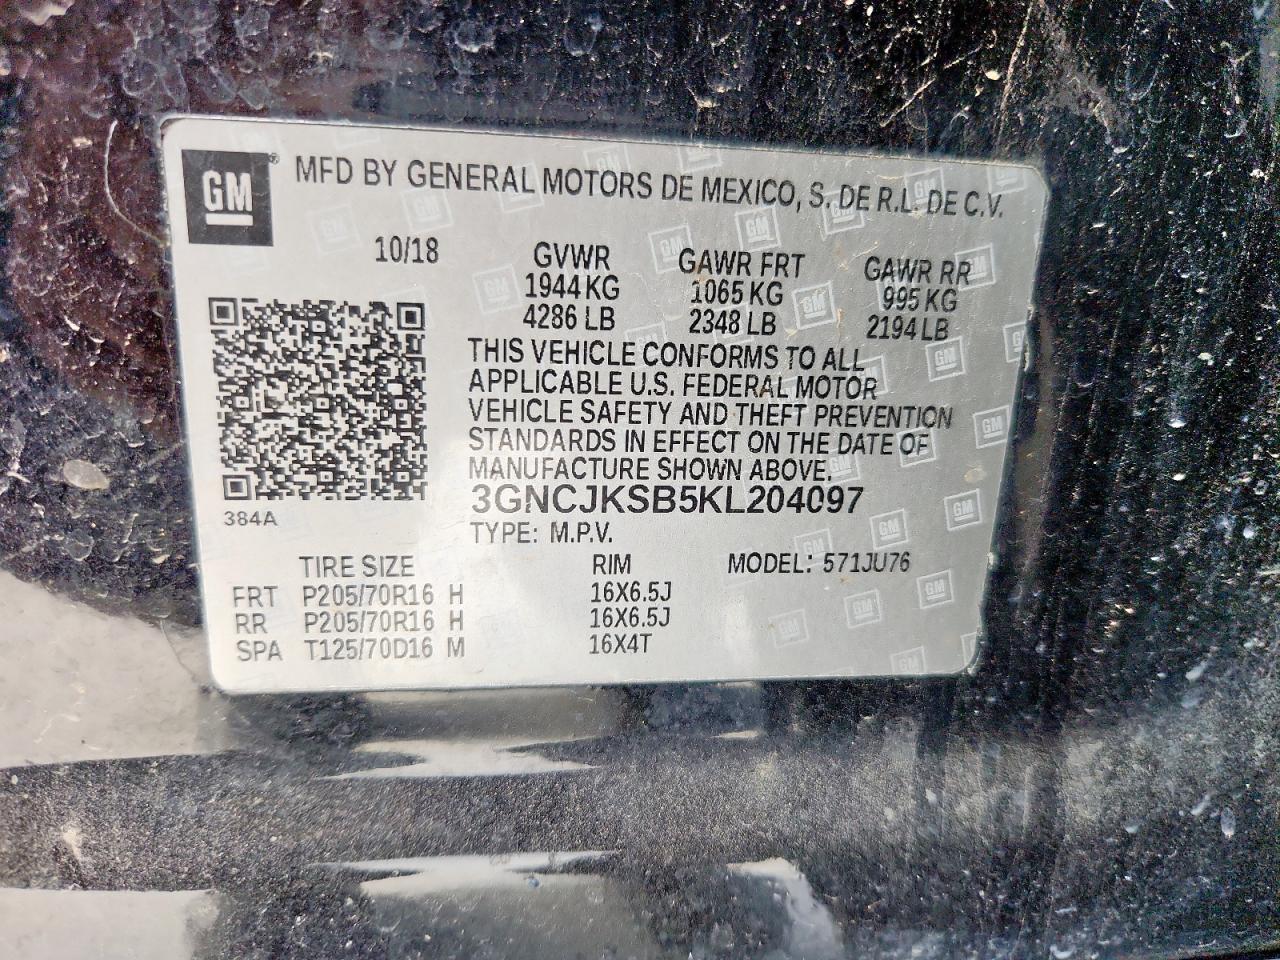 GM® MFD BY GENERAL MOTORS DE MEXICO, S. DE R.L. DE C.V.
10/18 GVWR GAWR FRT GAWR RR
1944 KG 1065 KG 995 KG
4286 LB 2348 LB 2194 LB
THIS VEHICLE CONFORMS TO ALL
APPLICABLE U.S. FEDERAL MOTOR
VEHICLE SAFETY AND THEFT PREVENTION
STANDARDS IN EFFECT ON THE DATE OF
MANUFACTURE SHOWN ABOVE.
3GNCJKSB5KL204097
384A
TYPE: M.P.V.
TIRE SIZE RIM MODEL: 571JU76
FRT P205/70R16 H 16X6.5J
RR P205/70R16 H 16X6.5J
SPA T125/70D16 M 16X4T